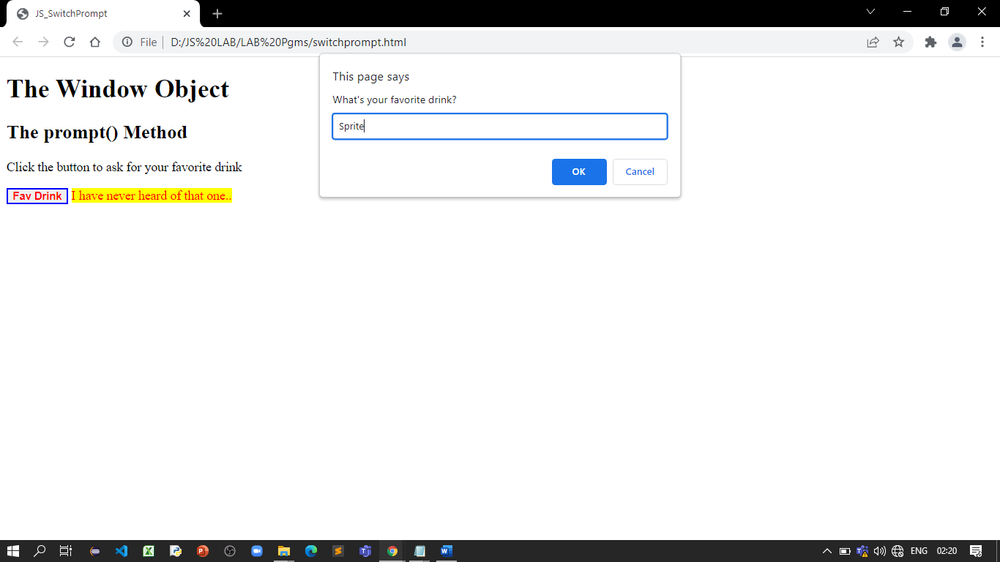 JS_SwitchPrompt
File
D:/JS%20LAB/LAB%20Pgms/switchprompt.html
This page says
What's your favorite drink?
Sprite
OK
Cancel
The Window Object
The prompt() Method
Click the button to ask for your favorite drink
Fav Drink I have never heard of that one..
ENG
02:20